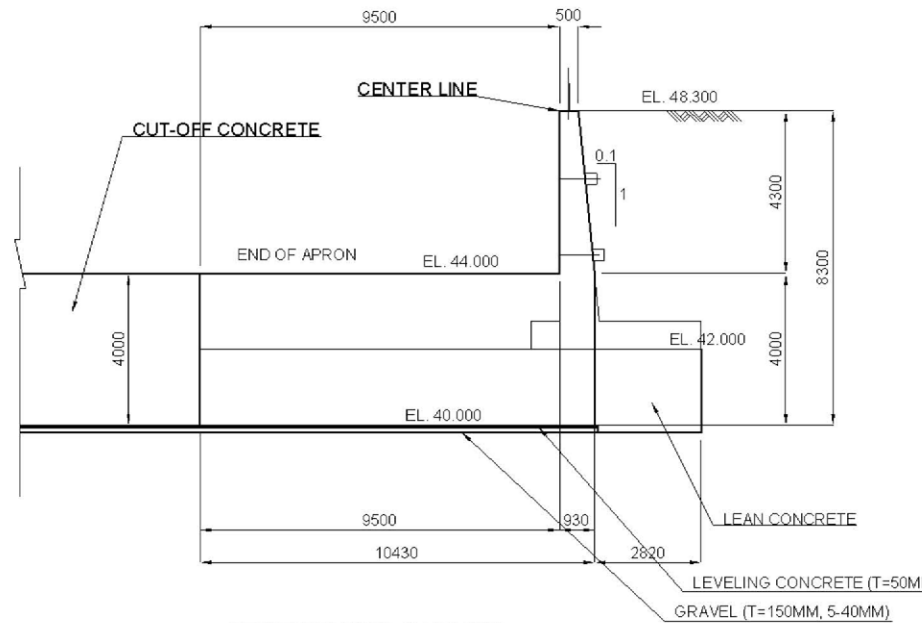 9500
500
CENTER LINE
EL. 48.300
CUT-OFF CONCRETE
0.1
1
4300
8300
END OF APRON
EL. 44.000
4000
4000
EL. 42.000
EL. 40.000
9500
930
LEAN CONCRETE
10430
2820
LEVELING CONCRETE (T=50M
GRAVEL (T=150MM, 5-40MM)